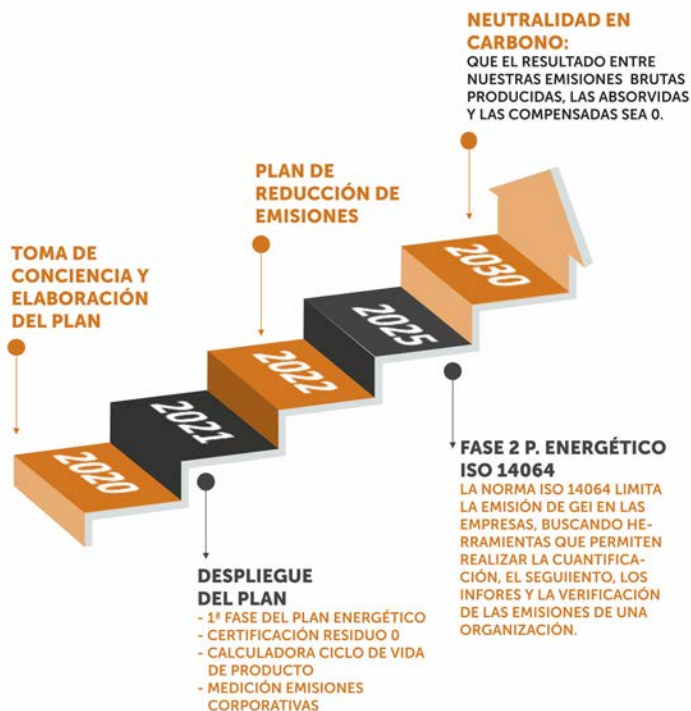 TOMA DE
CONCIENCIA Y
ELABORACIÓN
DEL PLAN
2020
2021
DESPLIEGUE
DEL PLAN
- 1ª FASE DEL PLAN ENERGÉTICO
- CERTIFICACIÓN RESIDUO 0
- CALCULADORA CICLO DE VIDA
DE PRODUCTO
- MEDICIÓN EMISIONES
CORPORATIVAS
PLAN DE
REDUCCIÓN DE
EMISIONES
2022
2025
FASE 2 P. ENERGÉTICO
ISO 14064
LA NORMA ISO 14064 LIMITA
LA EMISIÓN DE GEI EN LAS
EMPRESAS, BUSCANDO HE-
RRAMIENTAS QUE PERMITEN
REALIZAR LA CUANTIFICA-
CIÓN, EL SEGUIIENTO, LOS
INFORES Y LA VERIFICACIÓN
DE LAS EMISIONES DE UNA
ORGANIZACIÓN.
NEUTRALIDAD EN
CARBONO:
QUE EL RESULTADO ENTRE
NUESTRAS EMISIONES BRUTAS
PRODUCIDAS, LAS ABSORVIDAS
Y LAS COMPENSADAS SEA 0.
2030